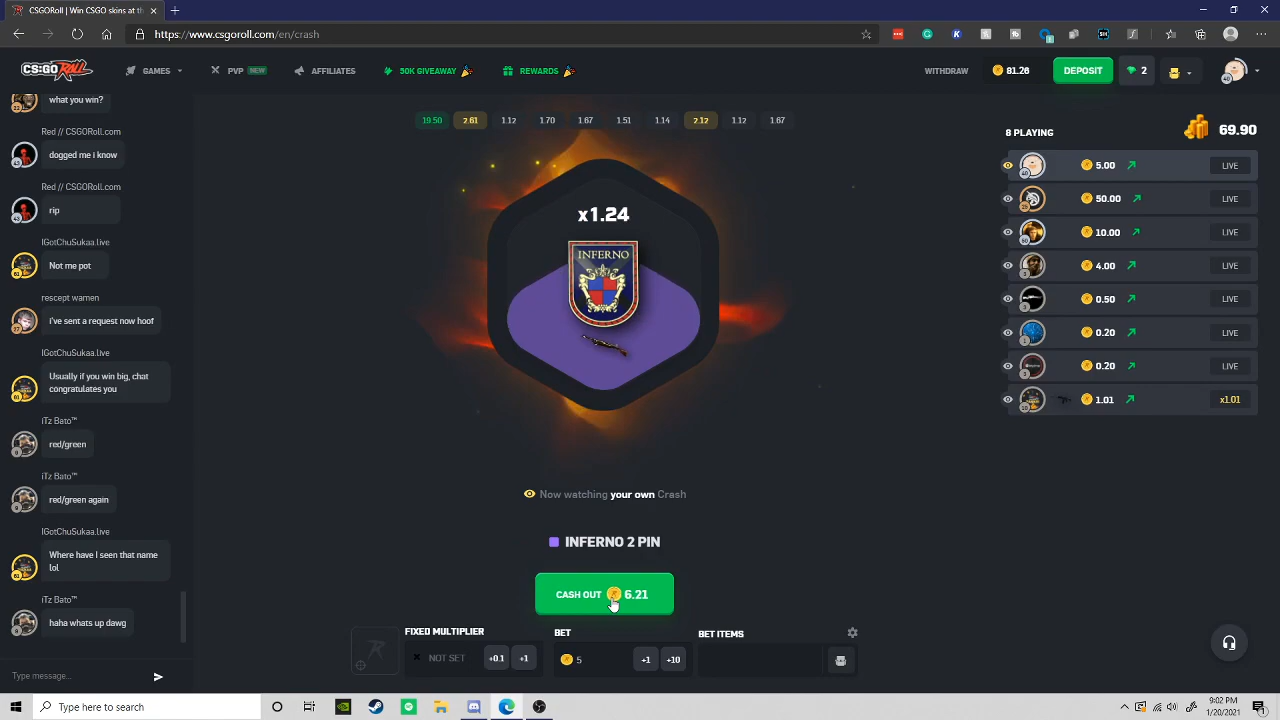 CSGORoll | Win CSGO skins at th
https://www.csgoroll.com/en/crash
CS:GO ROLL
GAMES
PVP NEW
AFFILIATES
50K GIVEAWAY
REWARDS
WITHDRAW
81.26
DEPOSIT
2
40
what you win?
Red // CSGORoll.com
dogged me i know
Red // CSGORoll.com
rip
IGotChuSukaa.live
Not me pot
rescept warnen
i've sent a request now hoof
IGotChuSukaa.live
Usually if you win big, chat
congratulates you
iTz Bato™
red/green
iTz Bato™
red/green again
IGotChuSukaa.live
Where have I seen that name
lol
iTz Bato™
haha whats up dawg
Type message...
19.50 2.61 1.12 1.70 1.67 1.51 1.14 2.12 1.12 1.67
x1.24
INFERNO
Now watching your own Crash
INFERNO 2 PIN
CASH OUT 6.21
FIXED MULTIPLIER
NOT SET +0.1 +1
BET
5 +1 +10
BET ITEMS
8 PLAYING 69.90
5.00 LIVE
50.00 LIVE
10.00 LIVE
4.00 LIVE
0.50 LIVE
0.20 LIVE
0.20 LIVE
1.01 x1.01
Type here to search
9:02 PM
1/20/2021